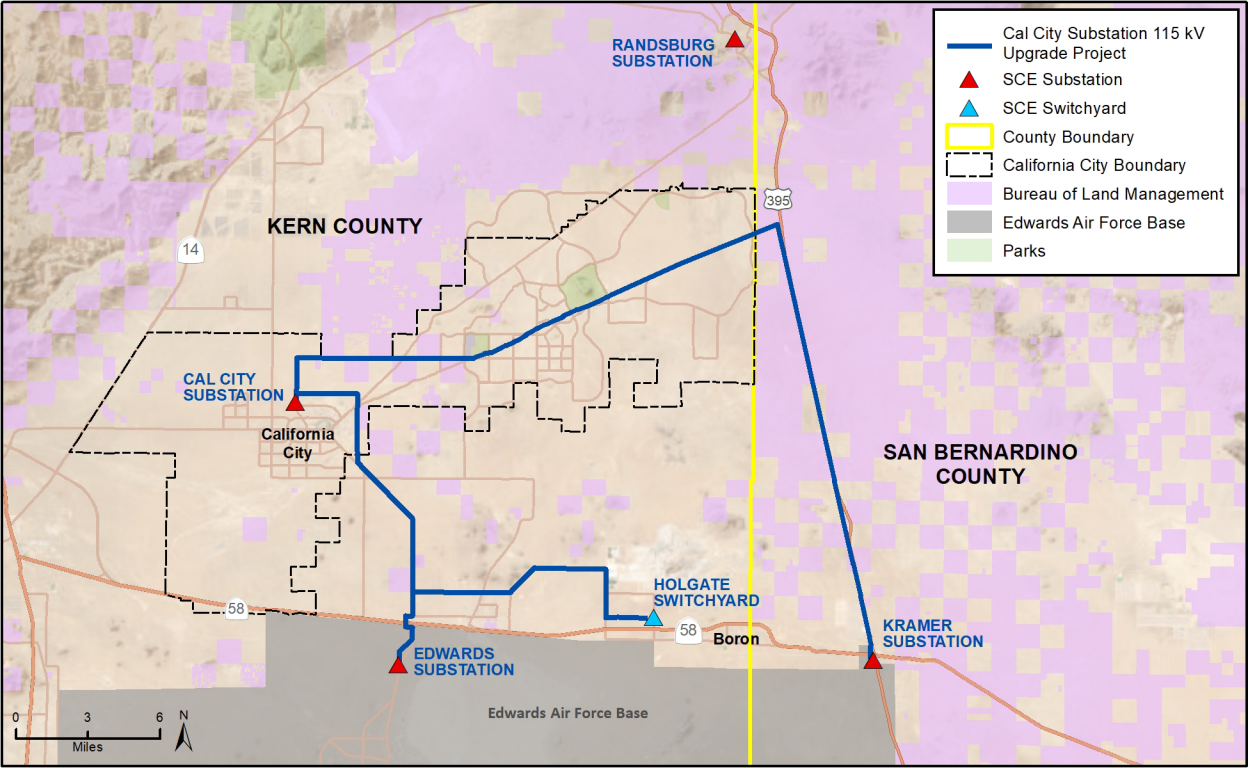 RANDSBURG
SUBSTATION
Cal City Substation 115 kV
Upgrade Project
SCE Substation
SCE Switchyard
County Boundary
California City Boundary
Bureau of Land Management
Edwards Air Force Base
Parks
395
KERN COUNTY
14
CAL CITY
SUBSTATION
California
City
SAN BERNARDINO
COUNTY
HOLGATE
SWITCHYARD
58
58
Boron
KRAMER
SUBSTATION
EDWARDS
SUBSTATION
Edwards Air Force Base
0 3 6
Miles
N